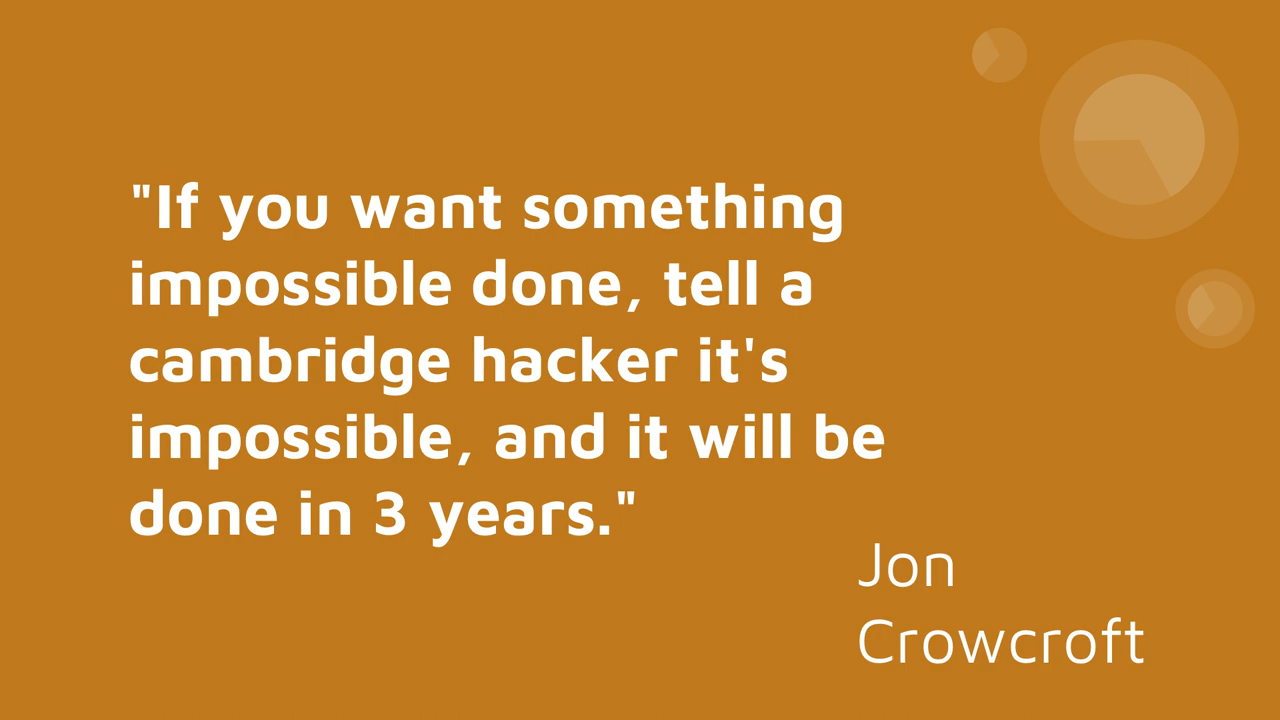 "If you want something
impossible done, tell a
cambridge hacker it's
impossible, and it will be
done in 3 years."
Jon
Crowcroft